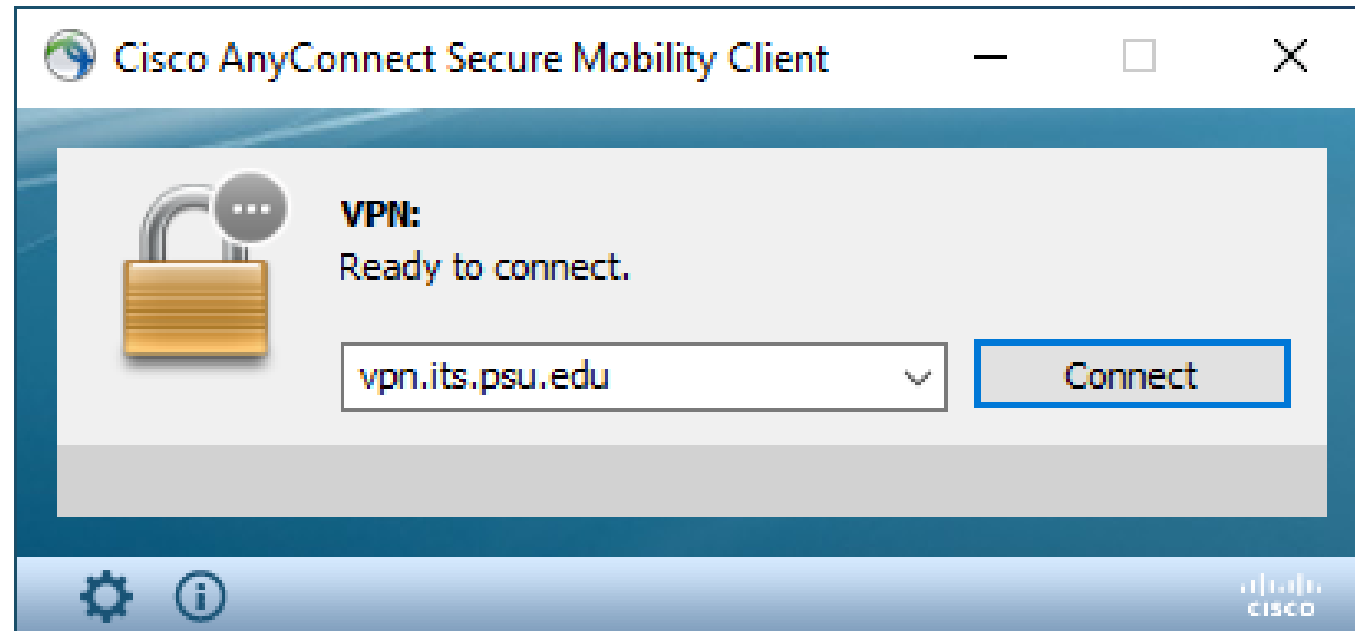 Cisco AnyConnect Secure Mobility Client
VPN:
Ready to connect.
vpn.its.psu.edu
Connect
CISCO